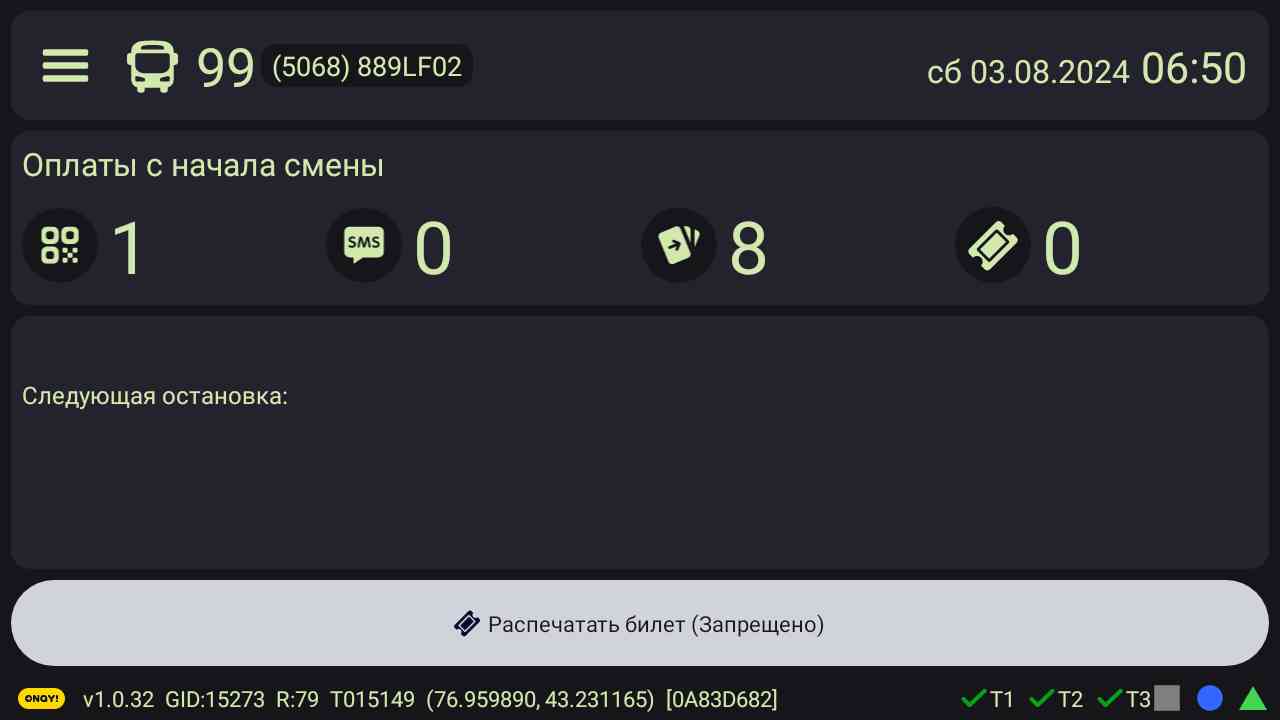 99 (5068) 889LF02 сб 03.08.2024 06:50
Оплаты с начала смены
1 SMS 0 8 0
Следующая остановка:
Распечатать билет (Запрещено)
ONAY! v1.0.32 GID:15273 R:79 T015149 (76.959890, 43.231165) [0A83D682] T1 T2 T3